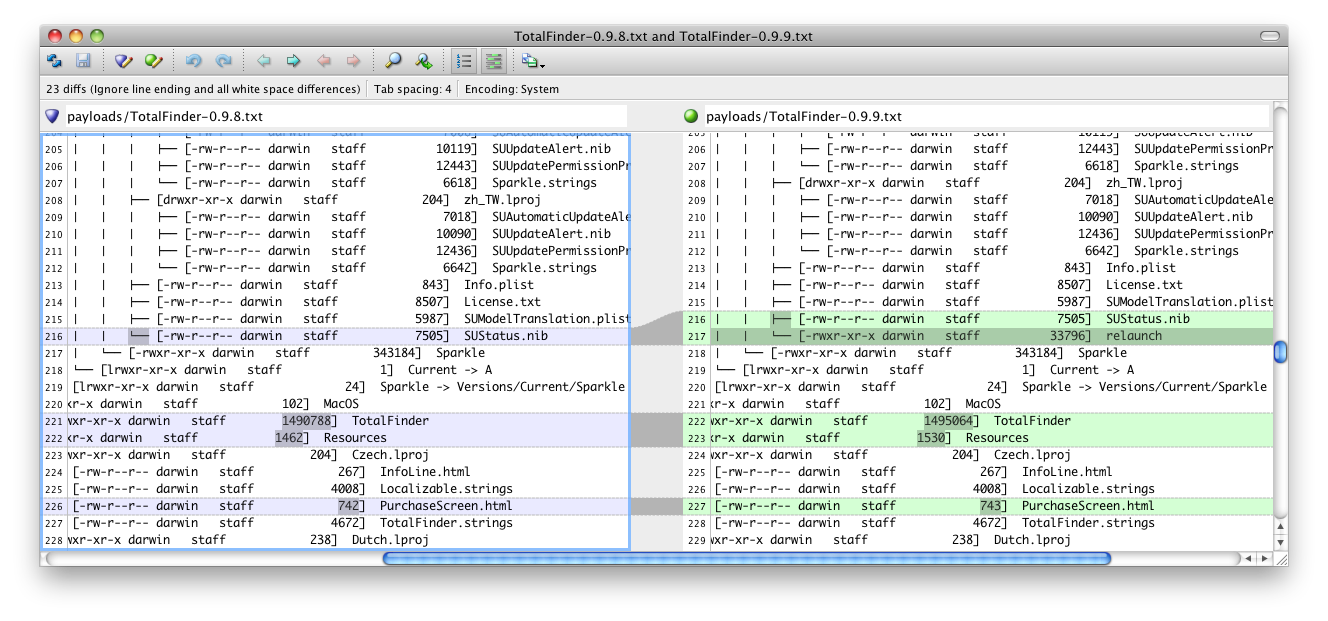 TotalFinder-0.9.8.txt and TotalFinder-0.9.9.txt
23 diffs (Ignore line ending and all white space differences) Tab spacing: 4 Encoding: System
payloads/TotalFinder-0.9.8.txt
205 | | | ├── [-rw-r--r-- darwin staff 10119] SUUpdateAlert.nib
206 | | | ├── [-rw-r--r-- darwin staff 12443] SUUpdatePermissionPr
207 | | | └── [-rw-r--r-- darwin staff 6618] Sparkle.strings
208 | | ├── [drwxr-xr-x darwin staff 204] zh_TW.lproj
209 | | | ├── [-rw-r--r-- darwin staff 7018] SUAutomaticUpdateAle
210 | | | ├── [-rw-r--r-- darwin staff 10090] SUUpdateAlert.nib
211 | | | ├── [-rw-r--r-- darwin staff 12436] SUUpdatePermissionPr
212 | | | └── [-rw-r--r-- darwin staff 6642] Sparkle.strings
213 | | ├── [-rw-r--r-- darwin staff 843] Info.plist
214 | | ├── [-rw-r--r-- darwin staff 8507] License.txt
215 | | ├── [-rw-r--r-- darwin staff 5987] SUModelTranslation.plist
216 | | └── [-rw-r--r-- darwin staff 7505] SUStatus.nib
217 | └── [-rwxr-xr-x darwin staff 343184] Sparkle
218 └── [lrwxr-xr-x darwin staff 1] Current -> A
219 [lrwxr-xr-x darwin staff 24] Sparkle -> Versions/Current/Sparkle
220 xr-x darwin staff 102] MacOS
221 wxr-xr-x darwin staff 1490788] TotalFinder
222 xr-x darwin staff 1462] Resources
223 wxr-xr-x darwin staff 204] Czech.lproj
224 [-rw-r--r-- darwin staff 267] InfoLine.html
225 [-rw-r--r-- darwin staff 4008] Localizable.strings
226 [-rw-r--r-- darwin staff 742] PurchaseScreen.html
227 [-rw-r--r-- darwin staff 4672] TotalFinder.strings
228 wxr-xr-x darwin staff 238] Dutch.lproj
payloads/TotalFinder-0.9.9.txt
206 | | | ├── [-rw-r--r-- darwin staff 12443] SUUpdatePermissionPr
207 | | | └── [-rw-r--r-- darwin staff 6618] Sparkle.strings
208 | | ├── [drwxr-xr-x darwin staff 204] zh_TW.lproj
209 | | | ├── [-rw-r--r-- darwin staff 7018] SUAutomaticUpdateAle
210 | | | ├── [-rw-r--r-- darwin staff 10090] SUUpdateAlert.nib
211 | | | ├── [-rw-r--r-- darwin staff 12436] SUUpdatePermissionPr
212 | | | └── [-rw-r--r-- darwin staff 6642] Sparkle.strings
213 | | ├── [-rw-r--r-- darwin staff 843] Info.plist
214 | | ├── [-rw-r--r-- darwin staff 8507] License.txt
215 | | ├── [-rw-r--r-- darwin staff 5987] SUModelTranslation.plist
216 | | ├── [-rw-r--r-- darwin staff 7505] SUStatus.nib
217 | | └── [-rwxr-xr-x darwin staff 33796] relaunch
218 | └── [-rwxr-xr-x darwin staff 343184] Sparkle
219 └── [lrwxr-xr-x darwin staff 1] Current -> A
220 [lrwxr-xr-x darwin staff 24] Sparkle -> Versions/Current/Sparkle
221 xr-x darwin staff 102] MacOS
222 wxr-xr-x darwin staff 1495064] TotalFinder
223 xr-x darwin staff 1530] Resources
224 wxr-xr-x darwin staff 204] Czech.lproj
225 [-rw-r--r-- darwin staff 267] InfoLine.html
226 [-rw-r--r-- darwin staff 4008] Localizable.strings
227 [-rw-r--r-- darwin staff 743] PurchaseScreen.html
228 [-rw-r--r-- darwin staff 4672] TotalFinder.strings
229 wxr-xr-x darwin staff 238] Dutch.lproj